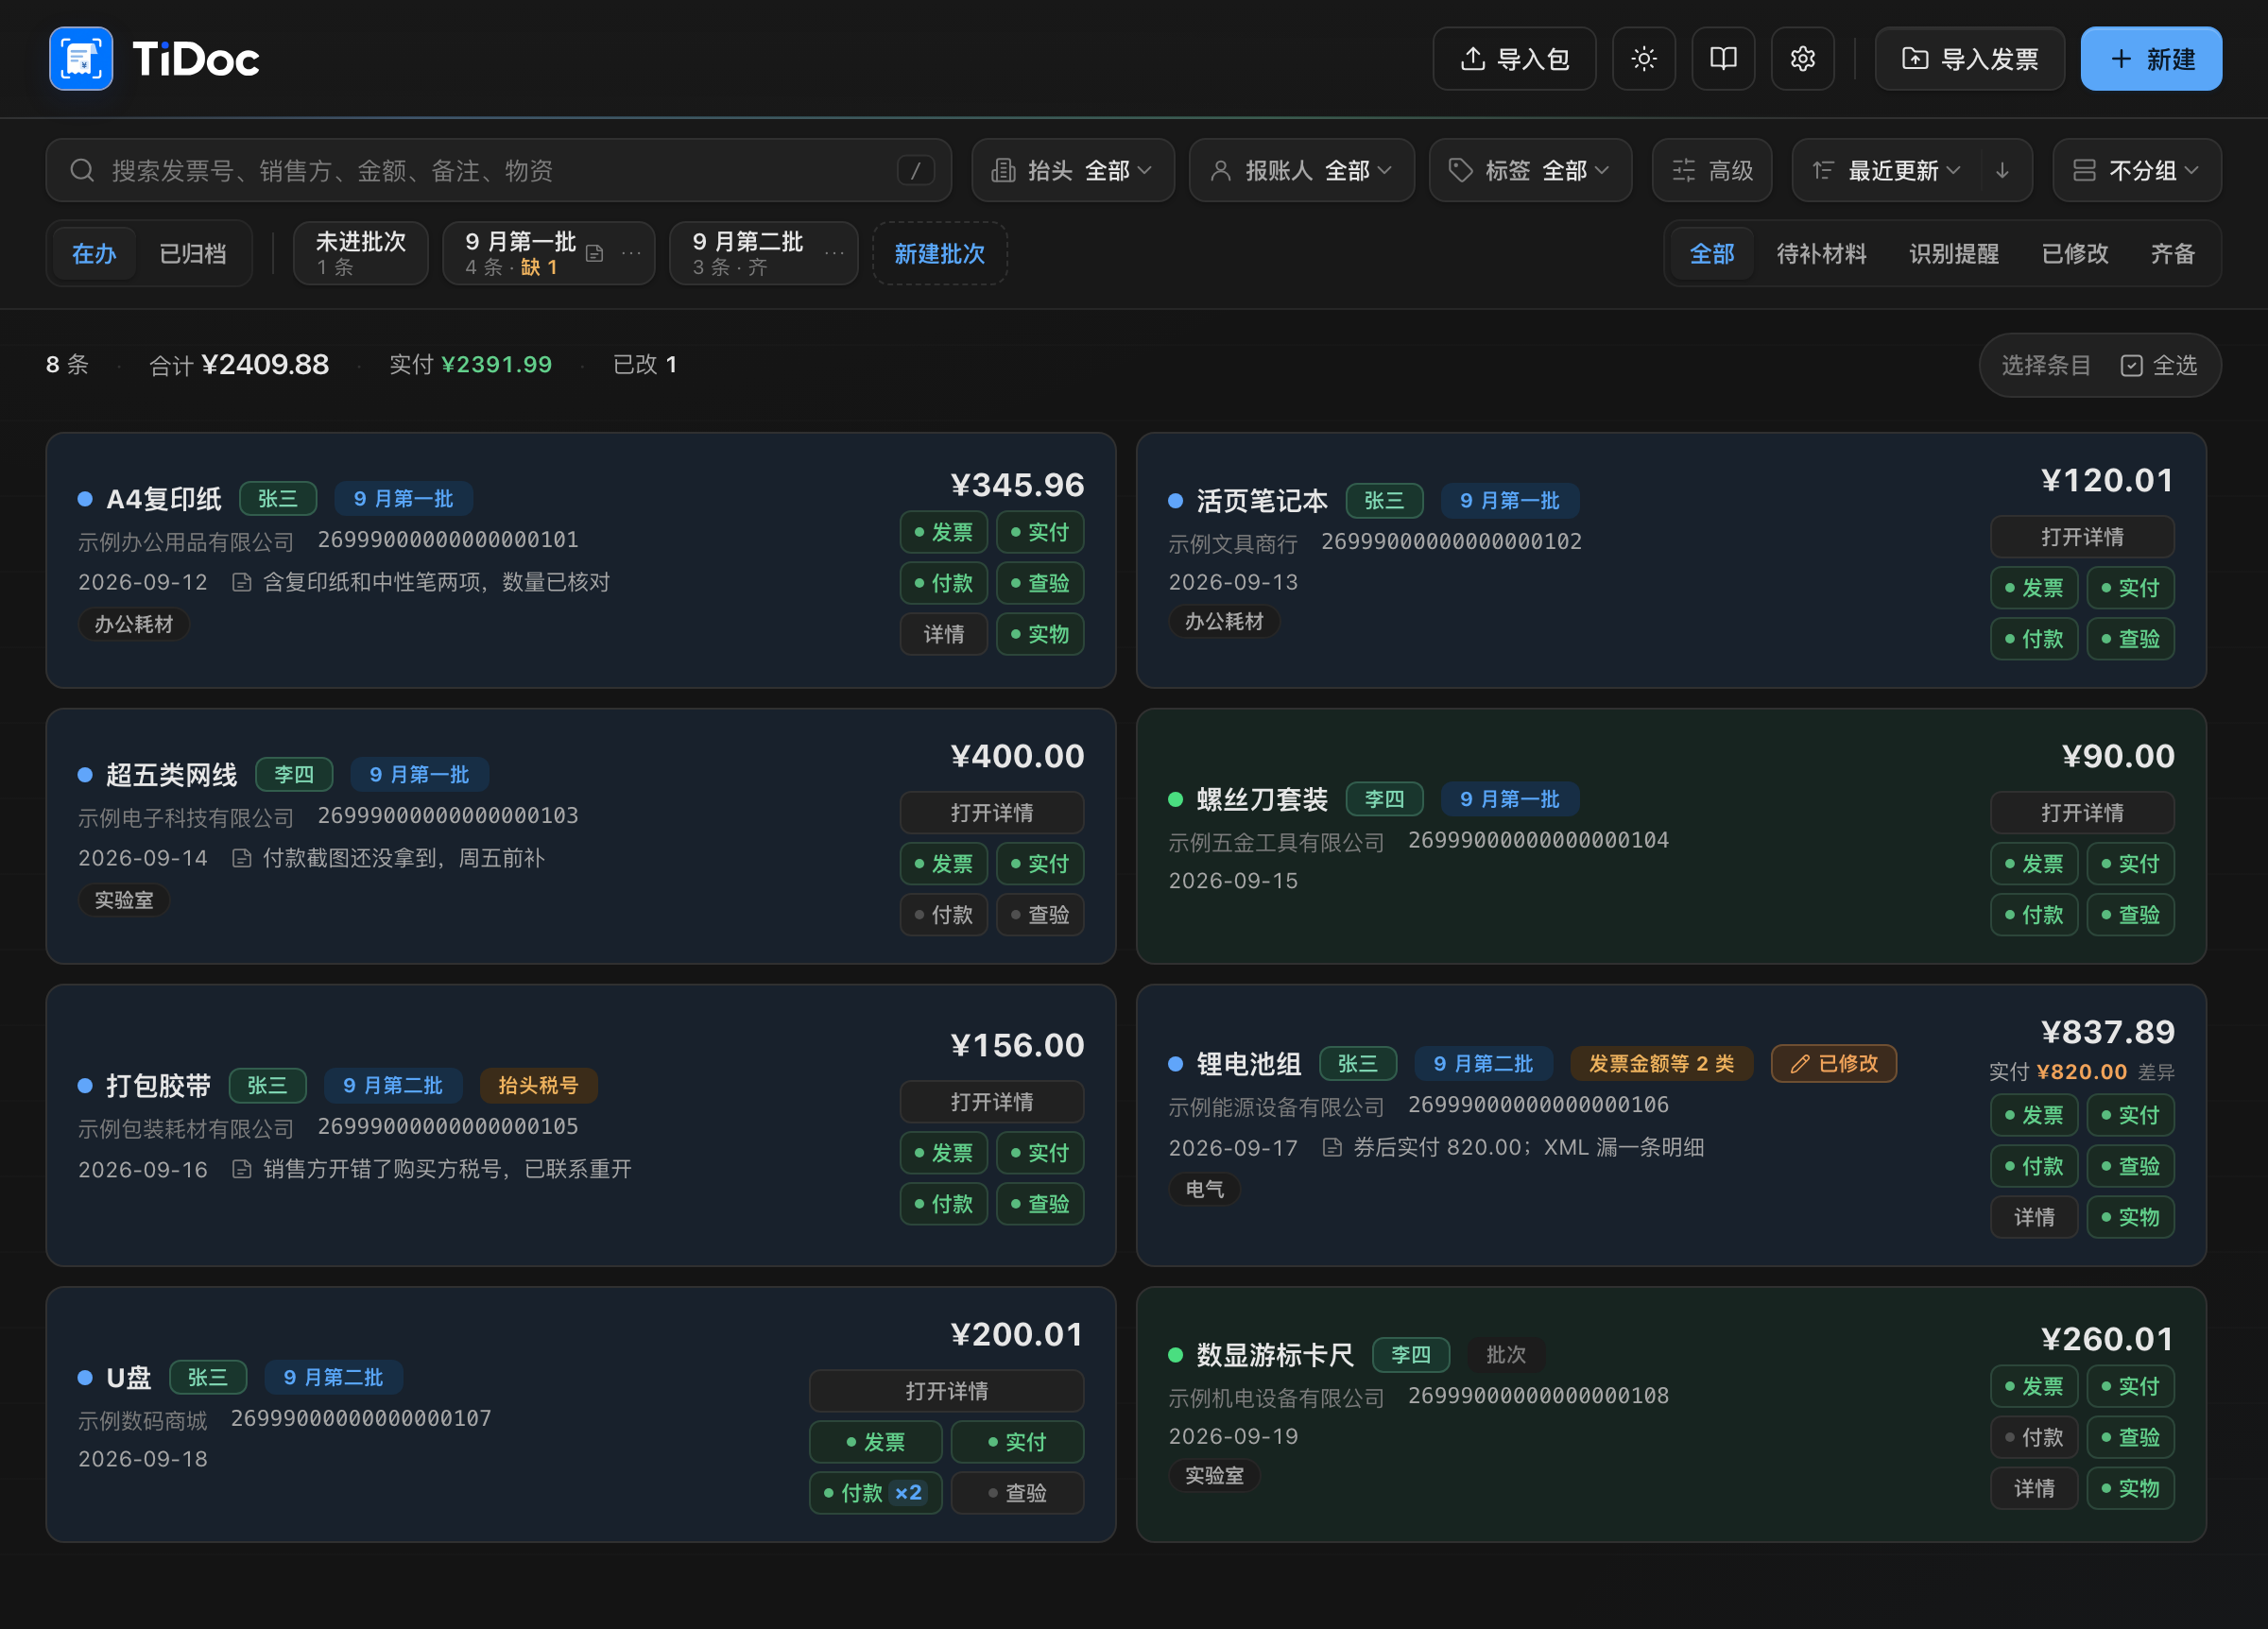 TiDoc
导入包
导入发票
+ 新建
搜索发票号、销售方、金额、备注、物资 /
抬头 全部
报账人 全部
标签 全部
高级
最近更新
不分组
在办 已归档
未进批次
1 条
9 月第一批
4 条 · 缺 1
9 月第二批
3 条 · 齐
新建批次
全部 待补材料 识别提醒 已修改 齐备
8 条 · 合计 ¥2409.88 · 实付 ¥2391.99 · 已改 1
选择条目 全选
A4复印纸 张三 9 月第一批
示例办公用品有限公司 26999000000000000101
2026-09-12 含复印纸和中性笔两项，数量已核对
办公耗材
¥345.96
发票 实付
付款 查验
详情 实物
活页笔记本 张三 9 月第一批
示例文具商行 26999000000000000102
2026-09-13
办公耗材
¥120.01
打开详情
发票 实付
付款 查验
超五类网线 李四 9 月第一批
示例电子科技有限公司 26999000000000000103
2026-09-14 付款截图还没拿到，周五前补
实验室
¥400.00
打开详情
发票 实付
付款 查验
螺丝刀套装 李四 9 月第一批
示例五金工具有限公司 26999000000000000104
2026-09-15
¥90.00
打开详情
发票 实付
付款 查验
打包胶带 张三 9 月第二批 抬头税号
示例包装耗材有限公司 26999000000000000105
2026-09-16 销售方开错了购买方税号，已联系重开
¥156.00
打开详情
发票 实付
付款 查验
锂电池组 张三 9 月第二批 发票金额等 2 类 已修改
示例能源设备有限公司 26999000000000000106
2026-09-17 券后实付 820.00；XML 漏一条明细
电气
¥837.89
实付 ¥820.00 差异
发票 实付
付款 查验
详情 实物
U盘 张三 9 月第二批
示例数码商城 26999000000000000107
2026-09-18
¥200.01
打开详情
发票 实付
付款 ×2 查验
数显游标卡尺 李四 批次
示例机电设备有限公司 26999000000000000108
2026-09-19
实验室
¥260.01
发票 实付
付款 查验
详情 实物